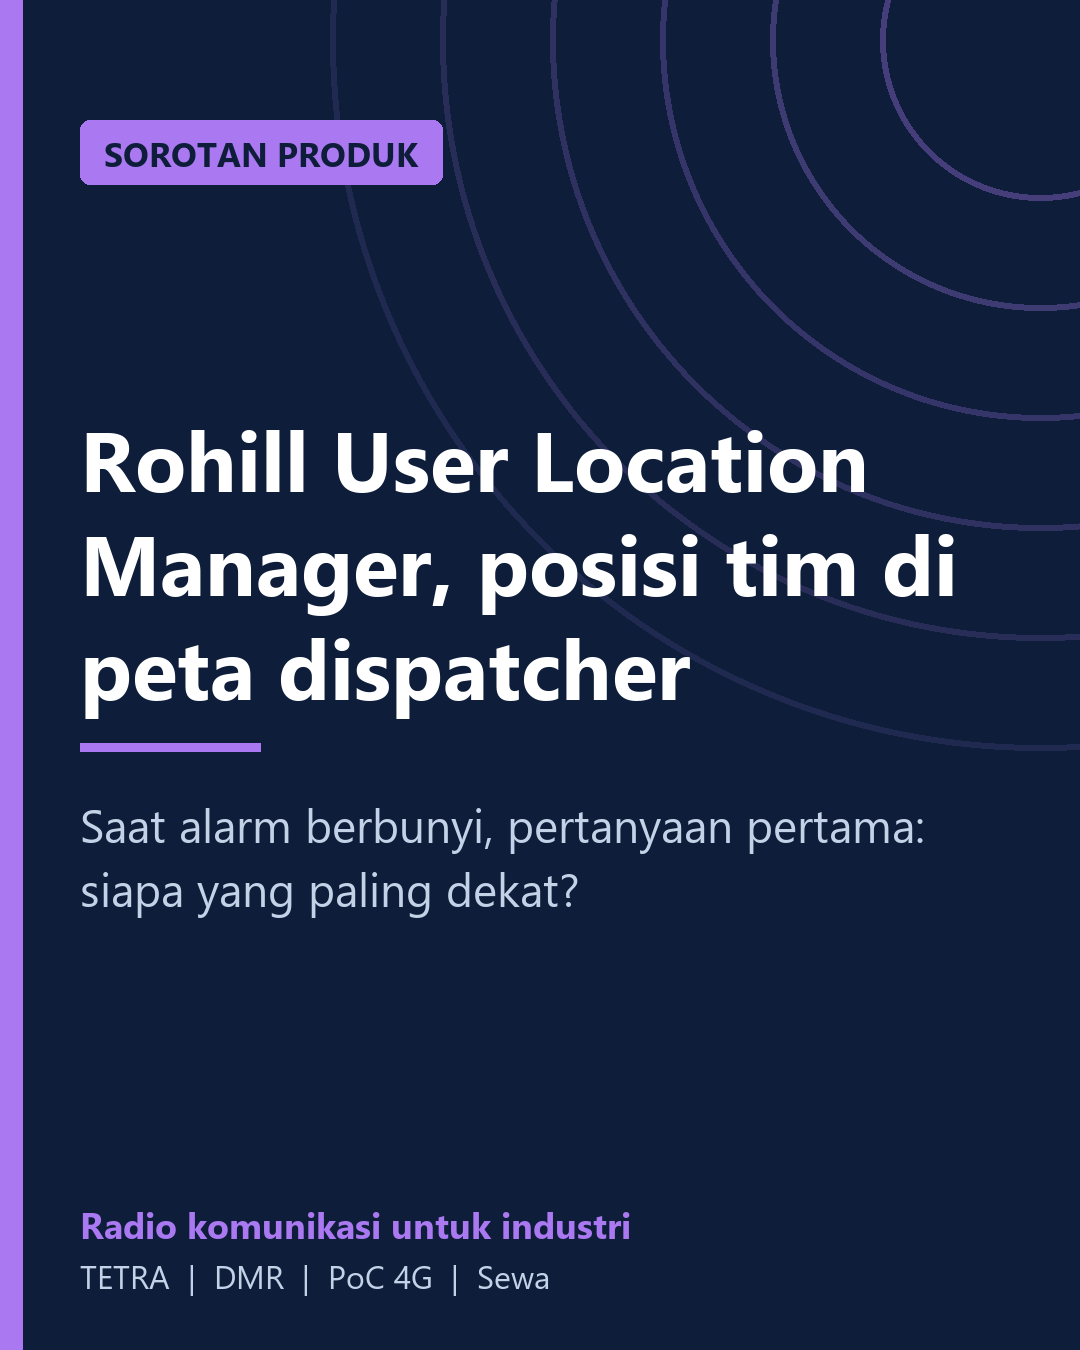 SOROTAN PRODUK
Rohill User Location
Manager, posisi tim di
peta dispatcher
Saat alarm berbunyi, pertanyaan pertama:
siapa yang paling dekat?
Radio komunikasi untuk industri
TETRA | DMR | PoC 4G | Sewa